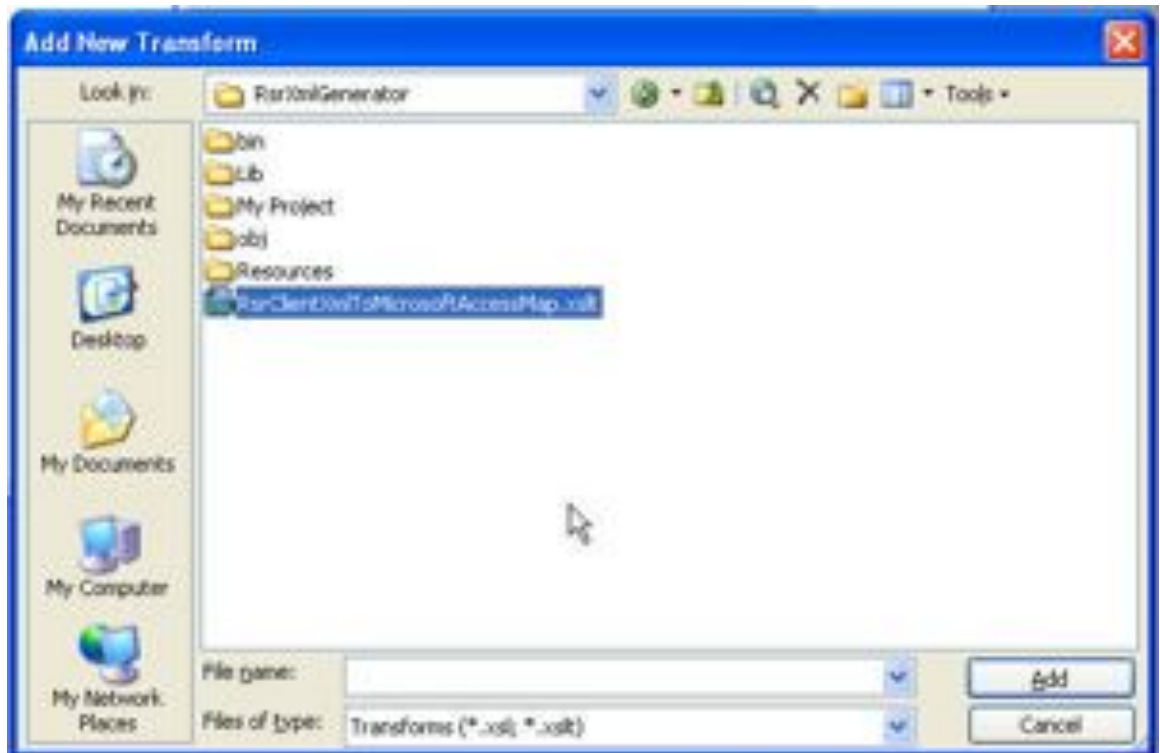 Add New Transform
Look in:
RsrXmlGenerator
Tools
My Recent
Documents
Desktop
My Documents
My Computer
My Network
Places
bin
Lib
My Project
obj
Resources
RsrClientXmlToMicrosoftAccessMap.xslt
File name:
Files of type:
Transforms (*.xsl; *.xslt)
Add
Cancel